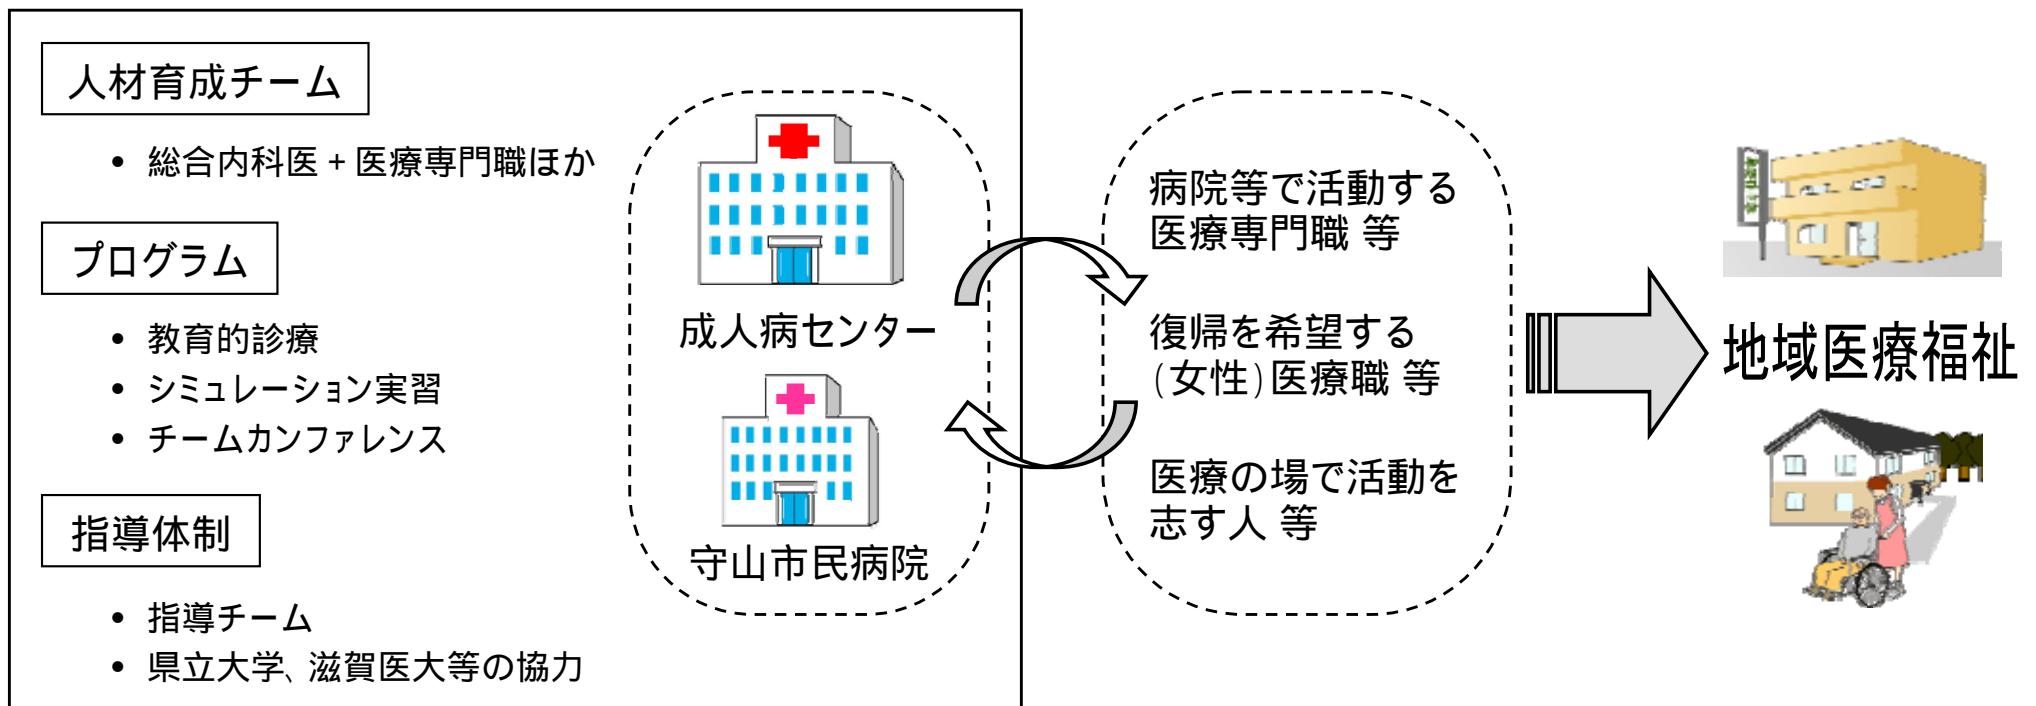 人材育成チーム
• 総合内科医 + 医療専門職ほか
プログラム
• 教育的診療
• シミュレーション実習
• チームカンファレンス
指導体制
• 指導チーム
• 県立大学、滋賀医大等の協力
成人病センター
守山市民病院
病院等で活動する
医療専門職 等
復帰を希望する
(女性)医療職 等
医療の場で活動を
志す人 等
地域医療福祉